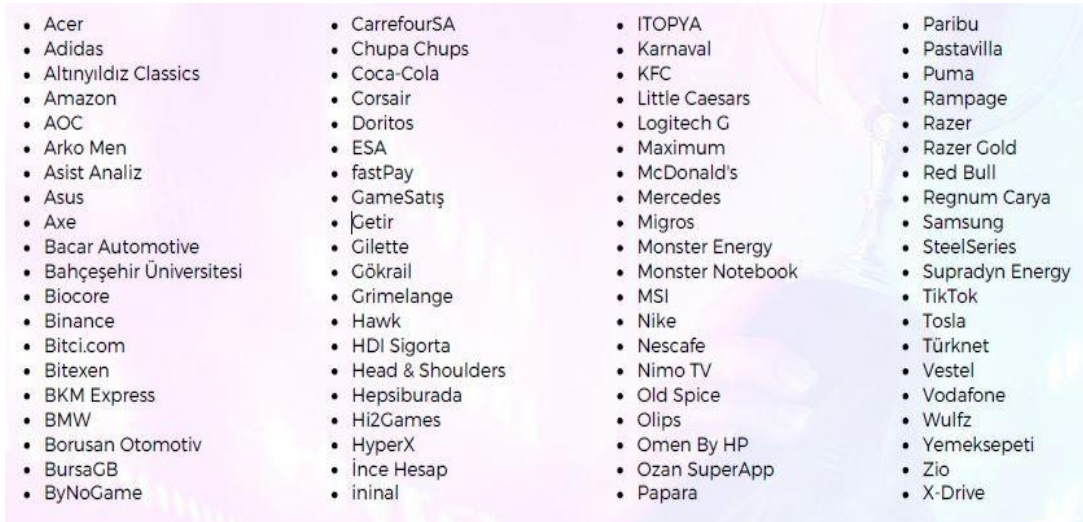 • Acer
• Adidas
• Altınyıldız Classics
• Amazon
• AOC
• Arko Men
• Asist Analiz
• Asus
• Axe
• Bacar Automotive
• Bahçeşehir Üniversitesi
• Biocore
• Binance
• Bitci.com
• Bitexen
• BKM Express
• BMW
• Borusan Otomotiv
• BursaGB
• ByNoGame
• CarrefourSA
• Chupa Chups
• Coca-Cola
• Corsair
• Doritos
• ESA
• fastPay
• GameSatış
• Getir
• Gilette
• Gökrail
• Grimelange
• Hawk
• HDI Sigorta
• Head & Shoulders
• Hepsiburada
• Hi2Games
• HyperX
• İnce Hesap
• ininal
• ITOPYA
• Karnaval
• KFC
• Little Caesars
• Logitech G
• Maximum
• McDonald's
• Mercedes
• Migros
• Monster Energy
• Monster Notebook
• MSI
• Nike
• Nescafe
• Nimo TV
• Old Spice
• Olips
• Omen By HP
• Ozan SuperApp
• Papara
• Paribu
• Pastavilla
• Puma
• Rampage
• Razer
• Razer Gold
• Red Bull
• Regnum Carya
• Samsung
• SteelSeries
• Supradyn Energy
• TikTok
• Tosla
• Türknet
• Vestel
• Vodafone
• Wulfz
• Yemeksepeti
• Zio
• X-Drive